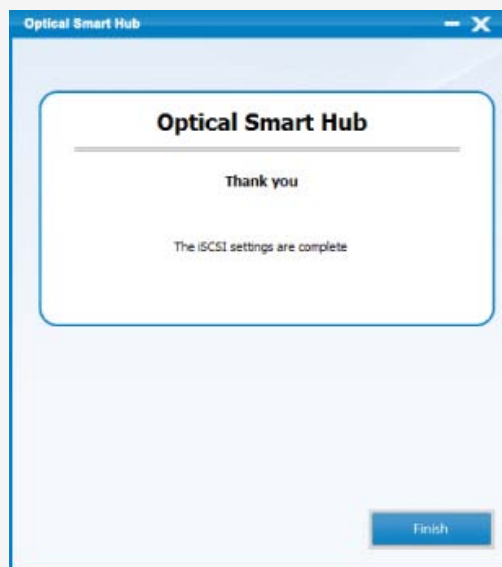 Optical Smart Hub
Optical Smart Hub
Thank you
The iSCSI settings are complete
Finish